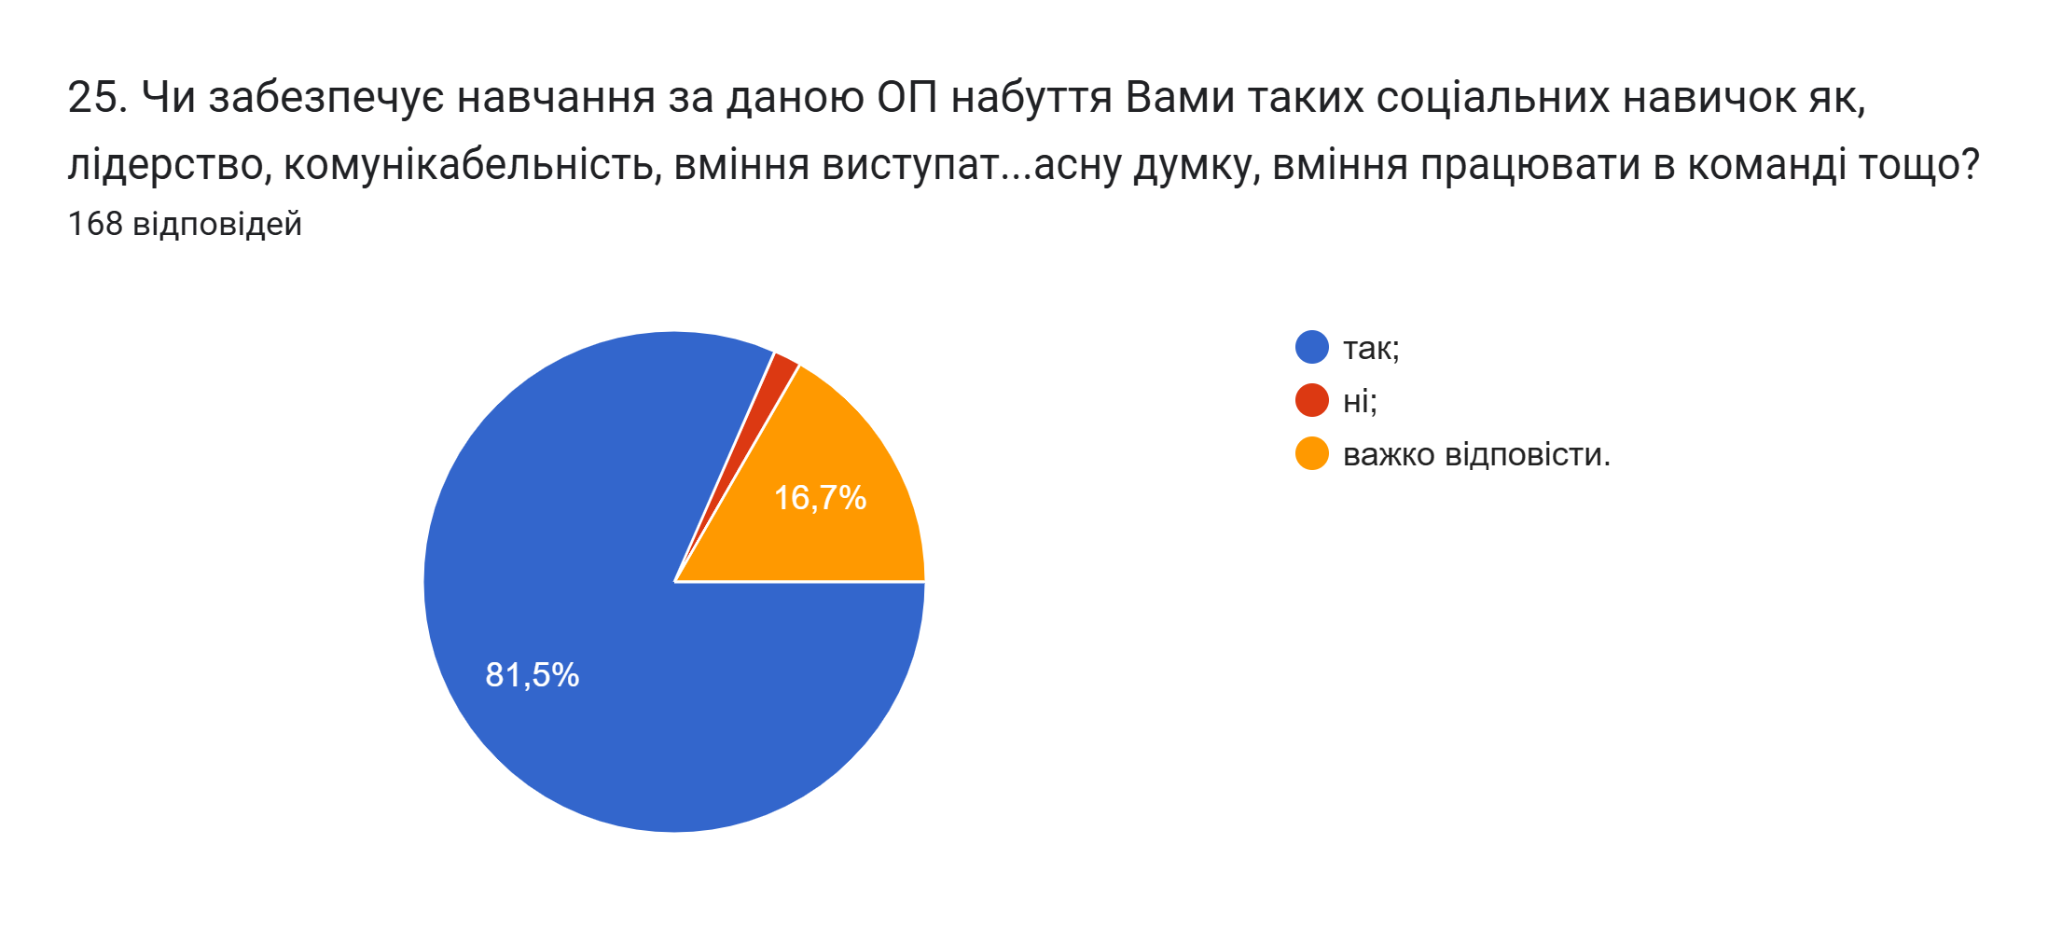 25. Чи забезпечує навчання за даною ОП набуття Вами таких соціальних навичок як,
лідерство, комунікабельність, вміння виступат...асну думку, вміння працювати в команді тощо?
168 відповідей
так;
ні;
важко відповісти.
16,7%
81,5%